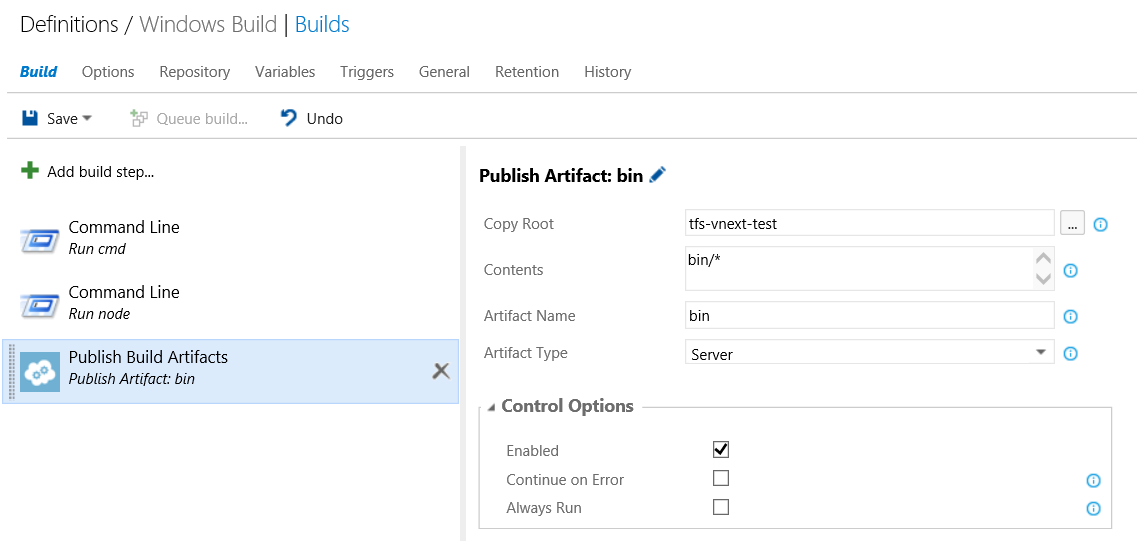 Definitions / Windows Build | Builds
Build Options Repository Variables Triggers General Retention History
Save Queue build... Undo
Add build step...
Command Line
Run cmd
Command Line
Run node
Publish Build Artifacts
Publish Artifact: bin
Publish Artifact: bin
Copy Root tfs-vnext-test ...
Contents bin/*
Artifact Name bin
Artifact Type Server
Control Options
Enabled
Continue on Error
Always Run